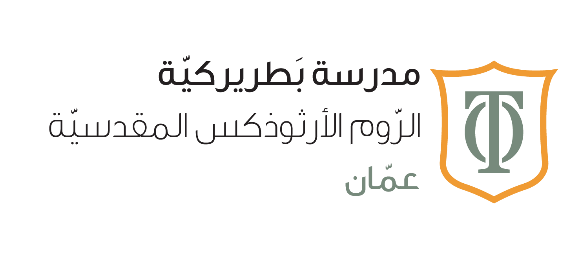 مدرسة بَطريركيّة
الرّوم الأرثوذكس المقدسيّة
عمّان